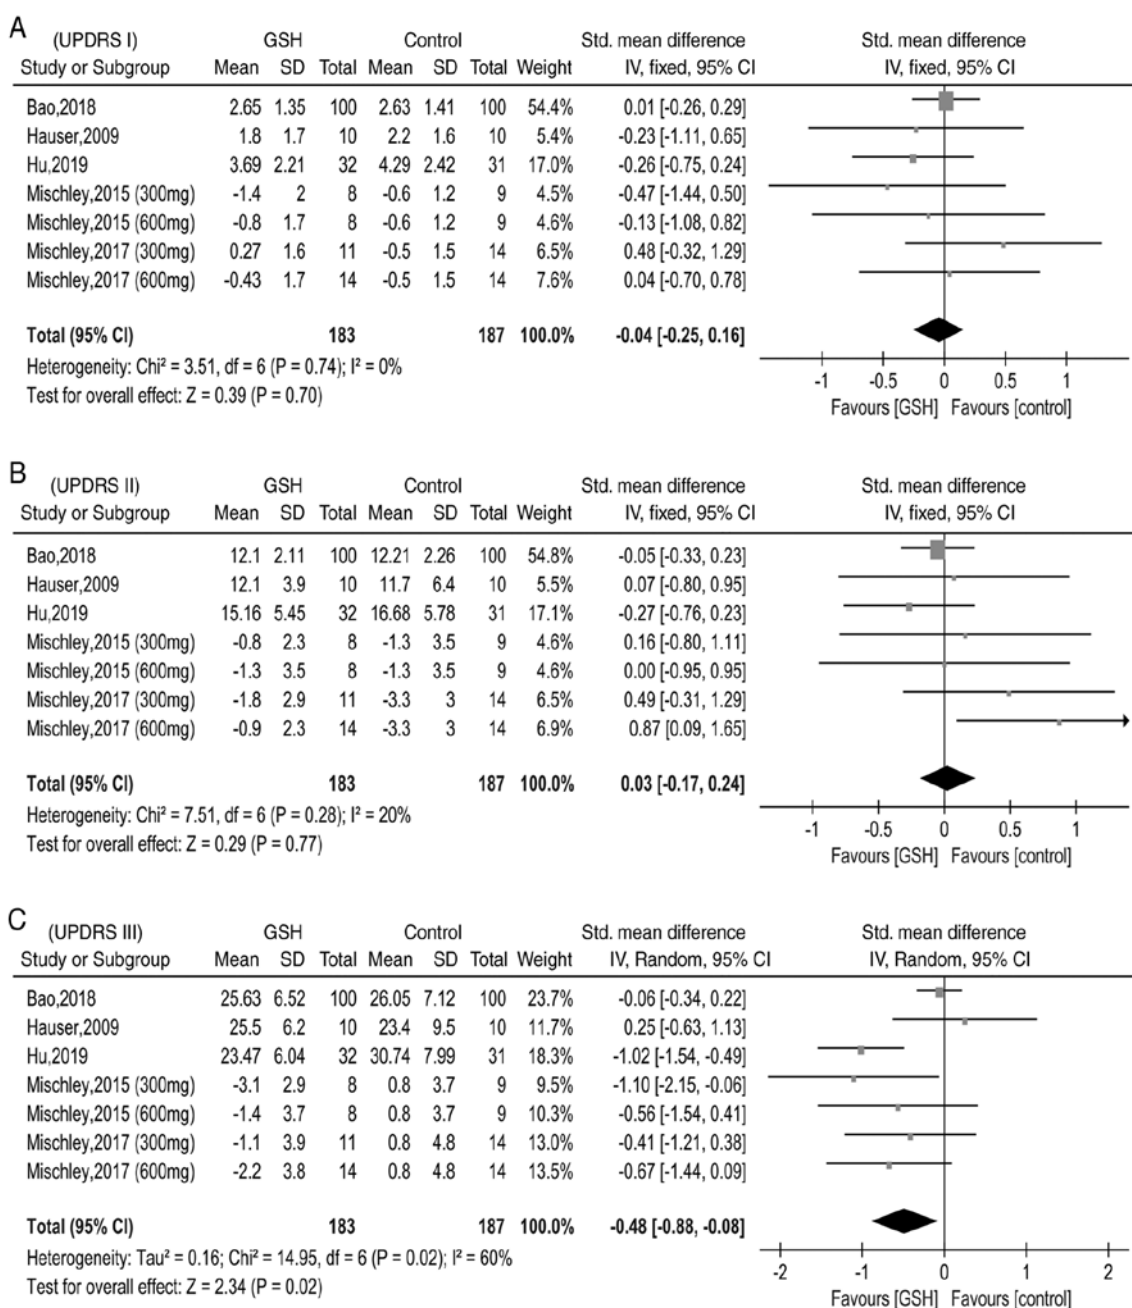 A (UPDRS I) GSH Control Std. mean difference Std. mean difference
Study or Subgroup Mean SD Total Mean SD Total Weight IV, fixed, 95% CI IV, fixed, 95% CI
Bao,2018 2.65 1.35 100 2.63 1.41 100 54.4% 0.01 [-0.26, 0.29]
Hauser,2009 1.8 1.7 10 2.2 1.6 10 5.4% -0.23 [-1.11, 0.65]
Hu,2019 3.69 2.21 32 4.29 2.42 31 17.0% -0.26 [-0.75, 0.24]
Mischley,2015 (300mg) -1.4 2 8 -0.6 1.2 9 4.5% -0.47 [-1.44, 0.50]
Mischley,2015 (600mg) -0.8 1.7 8 -0.6 1.2 9 4.6% -0.13 [-1.08, 0.82]
Mischley,2017 (300mg) 0.27 1.6 11 -0.5 1.5 14 6.5% 0.48 [-0.32, 1.29]
Mischley,2017 (600mg) -0.43 1.7 14 -0.5 1.5 14 7.6% 0.04 [-0.70, 0.78]
Total (95% CI) 183 187 100.0% -0.04 [-0.25, 0.16]
Heterogeneity: Chi² = 3.51, df = 6 (P = 0.74); I² = 0%
Test for overall effect: Z = 0.39 (P = 0.70)
-1 -0.5 0 0.5 1
Favours [GSH] Favours [control]
B (UPDRS II) GSH Control Std. mean difference Std. mean difference
Study or Subgroup Mean SD Total Mean SD Total Weight IV, fixed, 95% CI IV, fixed, 95% CI
Bao,2018 12.1 2.11 100 12.21 2.26 100 54.8% -0.05 [-0.33, 0.23]
Hauser,2009 12.1 3.9 10 11.7 6.4 10 5.5% 0.07 [-0.80, 0.95]
Hu,2019 15.16 5.45 32 16.68 5.78 31 17.1% -0.27 [-0.76, 0.23]
Mischley,2015 (300mg) -0.8 2.3 8 -1.3 3.5 9 4.6% 0.16 [-0.80, 1.11]
Mischley,2015 (600mg) -1.3 3.5 8 -1.3 3.5 9 4.6% 0.00 [-0.95, 0.95]
Mischley,2017 (300mg) -1.8 2.9 11 -3.3 3 14 6.5% 0.49 [-0.31, 1.29]
Mischley,2017 (600mg) -0.9 2.3 14 -3.3 3 14 6.9% 0.87 [0.09, 1.65]
Total (95% CI) 183 187 100.0% 0.03 [-0.17, 0.24]
Heterogeneity: Chi² = 7.51, df = 6 (P = 0.28); I² = 20%
Test for overall effect: Z = 0.29 (P = 0.77)
-1 -0.5 0 0.5 1
Favours [GSH] Favours [control]
C (UPDRS III) GSH Control Std. mean difference Std. mean difference
Study or Subgroup Mean SD Total Mean SD Total Weight IV, Random, 95% CI IV, Random, 95% CI
Bao,2018 25.63 6.52 100 26.05 7.12 100 23.7% -0.06 [-0.34, 0.22]
Hauser,2009 25.5 6.2 10 23.4 9.5 10 11.7% 0.25 [-0.63, 1.13]
Hu,2019 23.47 6.04 32 30.74 7.99 31 18.3% -1.02 [-1.54, -0.49]
Mischley,2015 (300mg) -3.1 2.9 8 0.8 3.7 9 9.5% -1.10 [-2.15, -0.06]
Mischley,2015 (600mg) -1.4 3.7 8 0.8 3.7 9 10.3% -0.56 [-1.54, 0.41]
Mischley,2017 (300mg) -1.1 3.9 11 0.8 4.8 14 13.0% -0.41 [-1.21, 0.38]
Mischley,2017 (600mg) -2.2 3.8 14 0.8 4.8 14 13.5% -0.67 [-1.44, 0.09]
Total (95% CI) 183 187 100.0% -0.48 [-0.88, -0.08]
Heterogeneity: Tau² = 0.16; Chi² = 14.95, df = 6 (P = 0.02); I² = 60%
Test for overall effect: Z = 2.34 (P = 0.02)
-2 -1 0 1 2
Favours [GSH] Favours [control]